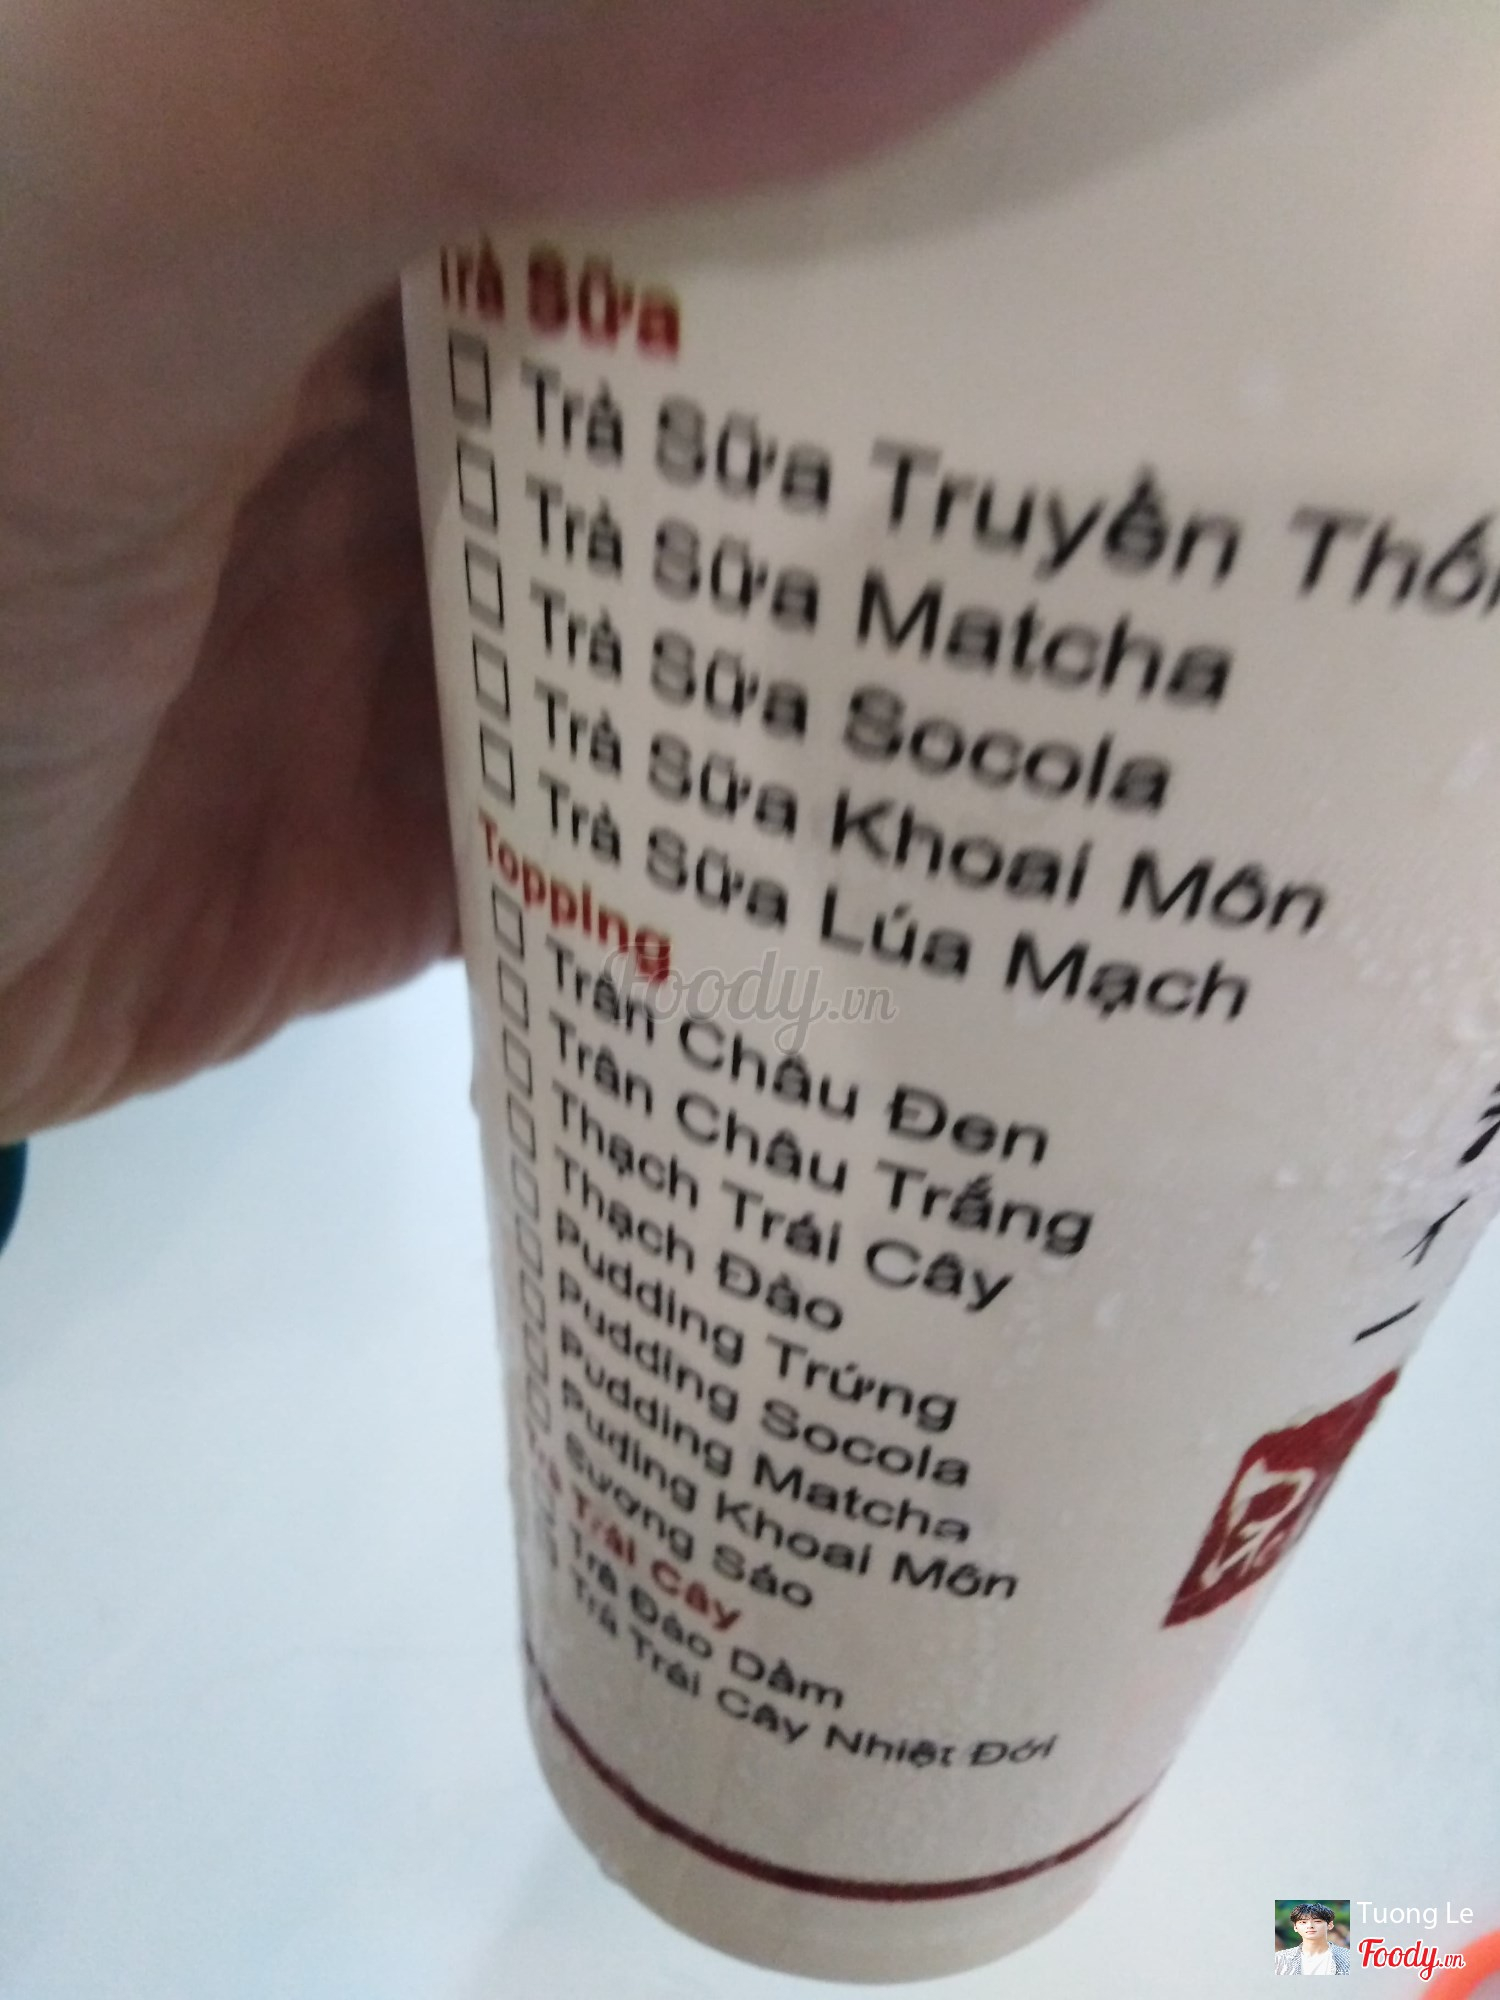 Trà Sữa
Trà Sữa Truyền Thốn
Trà Sữa Matcha
Trà Sữa Socola
Trà Sữa Khoai Môn
Trà Sữa Lúa Mạch
Topping
Trân Châu Đen
Trân Châu Trắng
Thạch Trái Cây
Thạch Đào
Pudding Trứng
Pudding Socola
Pudding Matcha
Puding Khoai Môn
Sương Sáo
Trà Trái Cây
Trà Đào Dầm
Trà Trái Cây Nhiệt Đới
Foody.vn
Tuong Le
Foody.vn